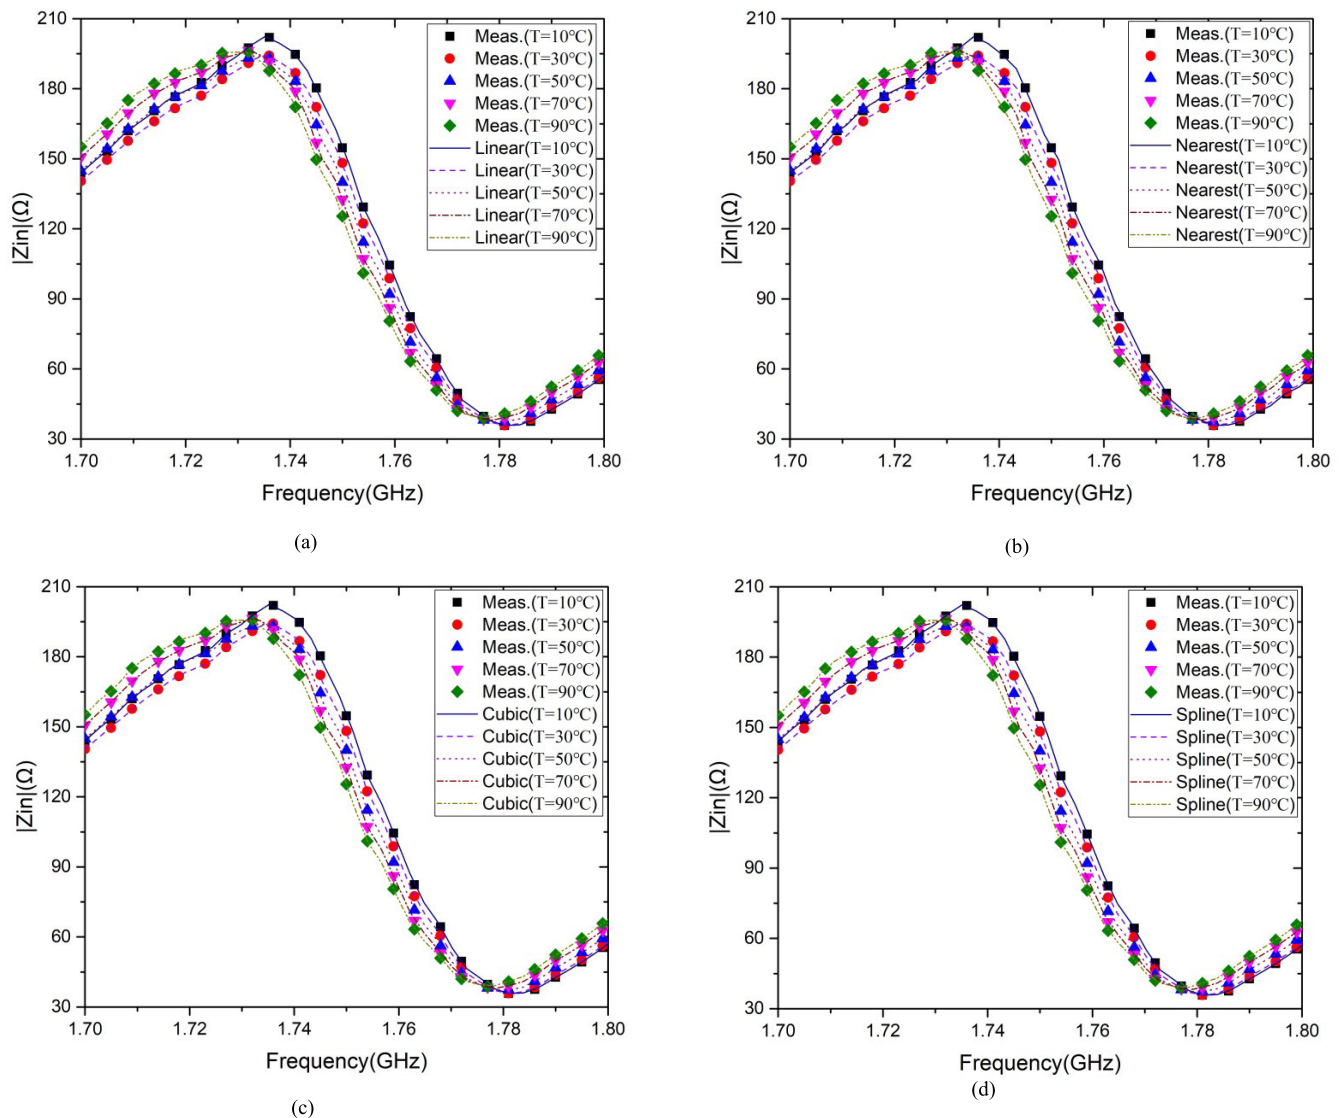 210
180
150
120
90
60
30
|Zin|(Ω)
Meas.(T=10℃)
Meas.(T=30℃)
Meas.(T=50℃)
Meas.(T=70℃)
Meas.(T=90℃)
Linear(T=10℃)
Linear(T=30℃)
Linear(T=50℃)
Linear(T=70℃)
Linear(T=90℃)
1.70 1.72 1.74 1.76 1.78 1.80
Frequency(GHz)
(a)
210
180
150
120
90
60
30
|Zin|(Ω)
Meas.(T=10℃)
Meas.(T=30℃)
Meas.(T=50℃)
Meas.(T=70℃)
Meas.(T=90℃)
Nearest(T=10℃)
Nearest(T=30℃)
Nearest(T=50℃)
Nearest(T=70℃)
Nearest(T=90℃)
1.70 1.72 1.74 1.76 1.78 1.80
Frequency(GHz)
(b)
210
180
150
120
90
60
30
|Zin|(Ω)
Meas.(T=10℃)
Meas.(T=30℃)
Meas.(T=50℃)
Meas.(T=70℃)
Meas.(T=90℃)
Cubic(T=10℃)
Cubic(T=30℃)
Cubic(T=50℃)
Cubic(T=70℃)
Cubic(T=90℃)
1.70 1.72 1.74 1.76 1.78 1.80
Frequency(GHz)
(c)
210
180
150
120
90
60
30
|Zin|(Ω)
Meas.(T=10℃)
Meas.(T=30℃)
Meas.(T=50℃)
Meas.(T=70℃)
Meas.(T=90℃)
Spline(T=10℃)
Spline(T=30℃)
Spline(T=50℃)
Spline(T=70℃)
Spline(T=90℃)
1.70 1.72 1.74 1.76 1.78 1.80
Frequency(GHz)
(d)